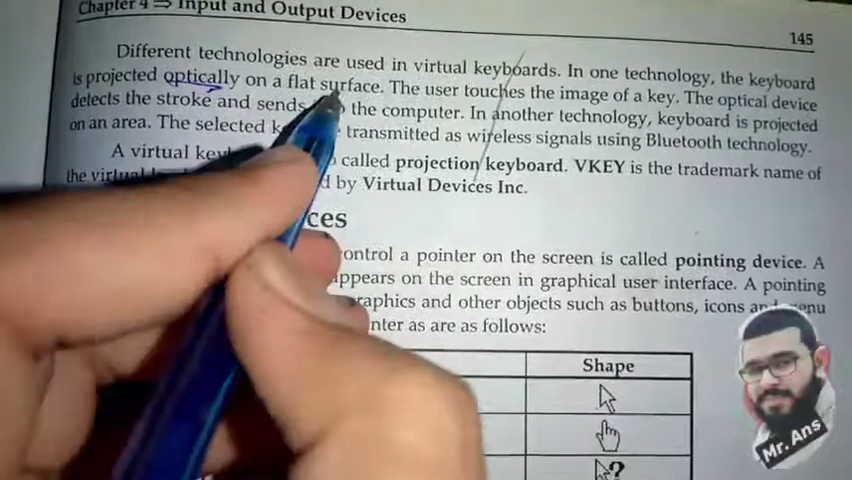 Chapter 4 ⇒ Input and Output Devices
145
Different technologies are used in virtual keyboards. In one technology, the keyboard
is projected optically on a flat surface. The user touches the image of a key. The optical device
detects the stroke and sends the computer. In another technology, keyboard is projected
on an area. The selected transmitted as wireless signals using Bluetooth technology.
A virtual called projection keyboard. VKEY is the trademark name of
the by Virtual Devices Inc.
ces
ontrol a pointer on the screen is called pointing device. A
appears on the screen in graphical user interface. A pointing
raphics and other objects such as buttons, icons and menu
nter as are as follows:
Shape
?
Mr. Ans